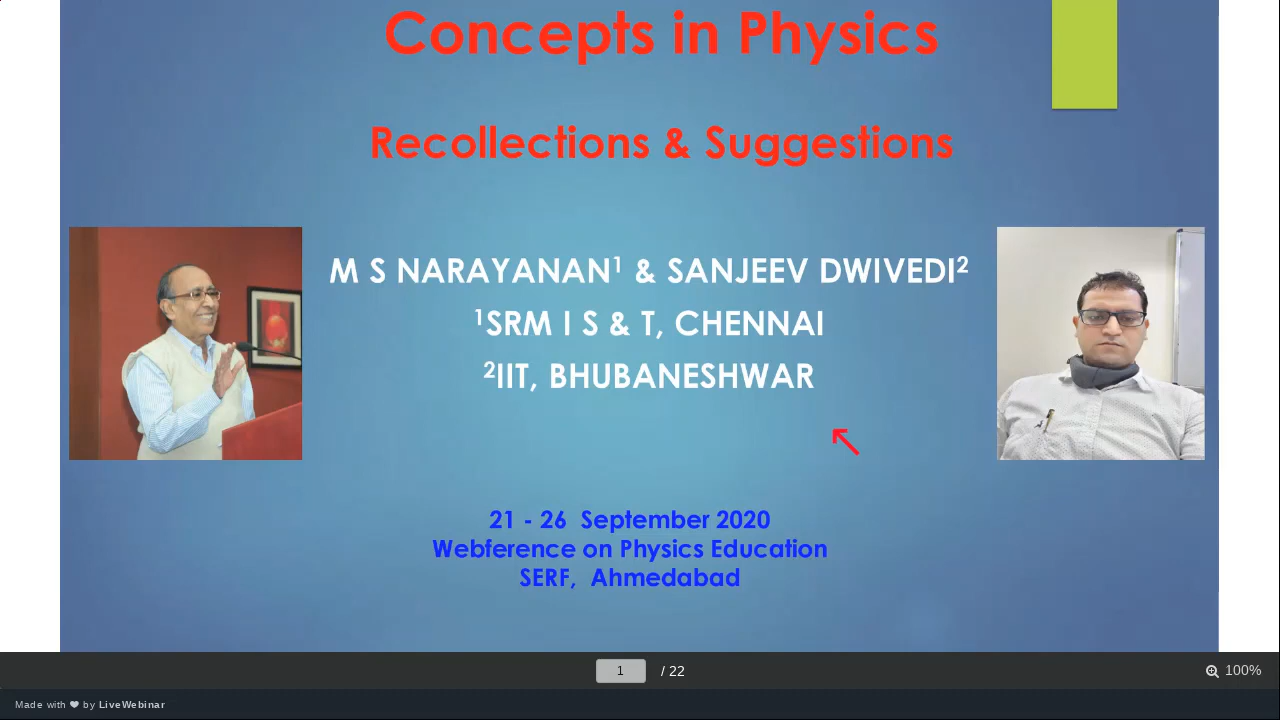 Concepts in Physics
Recollections & Suggestions
M S NARAYANAN¹ & SANJEEV DWIVEDI²
¹SRM I S & T, CHENNAI
²IIT, BHUBANESHWAR
21 - 26 September 2020
Webference on Physics Education
SERF, Ahmedabad
1 / 22
100%
Made with ❤ by LiveWebinar